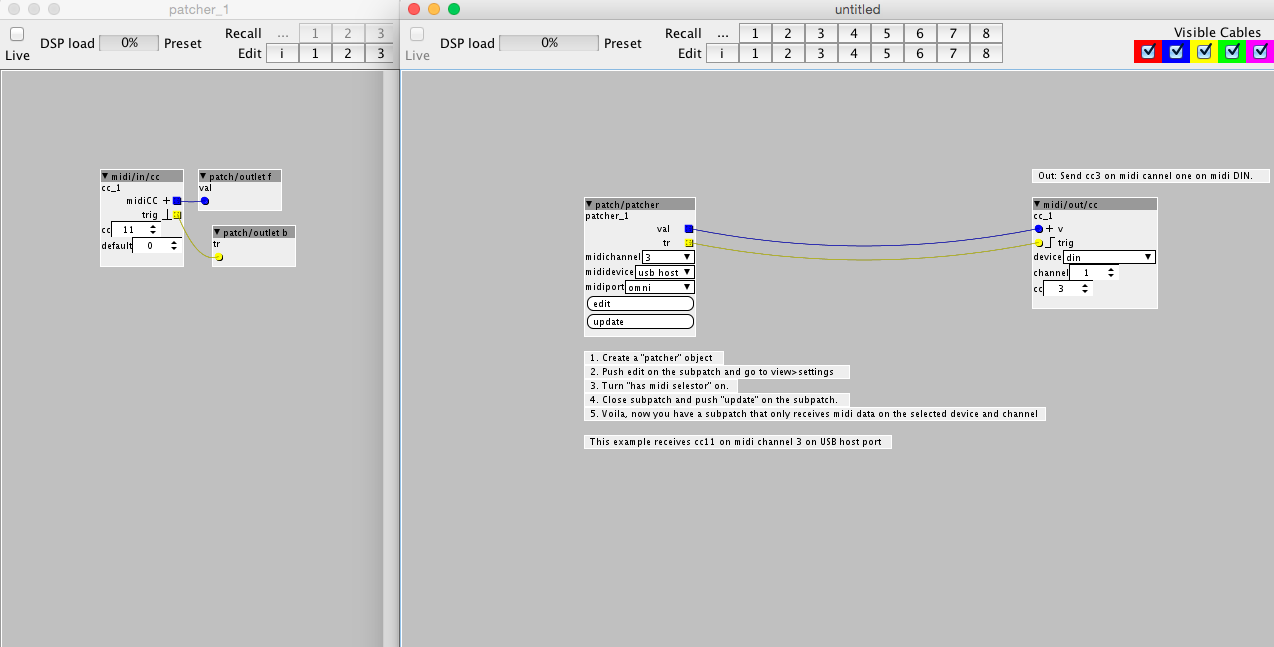 patcher_1
Live
DSP load 0% Preset
Recall ... 1 2 3
Edit i 1 2 3
midi/in/cc
cc_1
midiCC +
trig
cc 11
default 0
patch/outlet f
val
patch/outlet b
tr
untitled
Live
DSP load 0% Preset
Recall ... 1 2 3 4 5 6 7 8
Edit i 1 2 3 4 5 6 7 8
Visible Cables
patch/patcher
patcher_1
val
tr
midichannel 3
mididevice usb host
midiport omni
edit
update
Out: Send cc3 on midi cannel one on midi DIN.
midi/out/cc
cc_1
+ v
trig
device din
channel 1
cc 3
1. Create a "patcher" object
2. Push edit on the subpatch and go to view>settings
3. Turn "has midi selestor" on.
4. Close subpatch and push "update" on the subpatch.
5. Voila, now you have a subpatch that only receives midi data on the selected device and channel
This example receives cc11 on midi channel 3 on USB host port